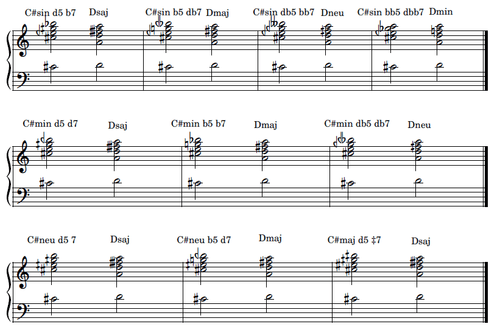 C#sin d5 b7 Dsaj C#sin b5 db7 Dmaj C#sin db5 bb7 Dneu C#sin bb5 dbb7 Dmin
C#min d5 d7 Dsaj C#min b5 b7 Dmaj C#min db5 db7 Dneu
C#neu d5 7 Dsaj C#neu b5 d7 Dmaj C#maj d5 ‡7 Dsaj